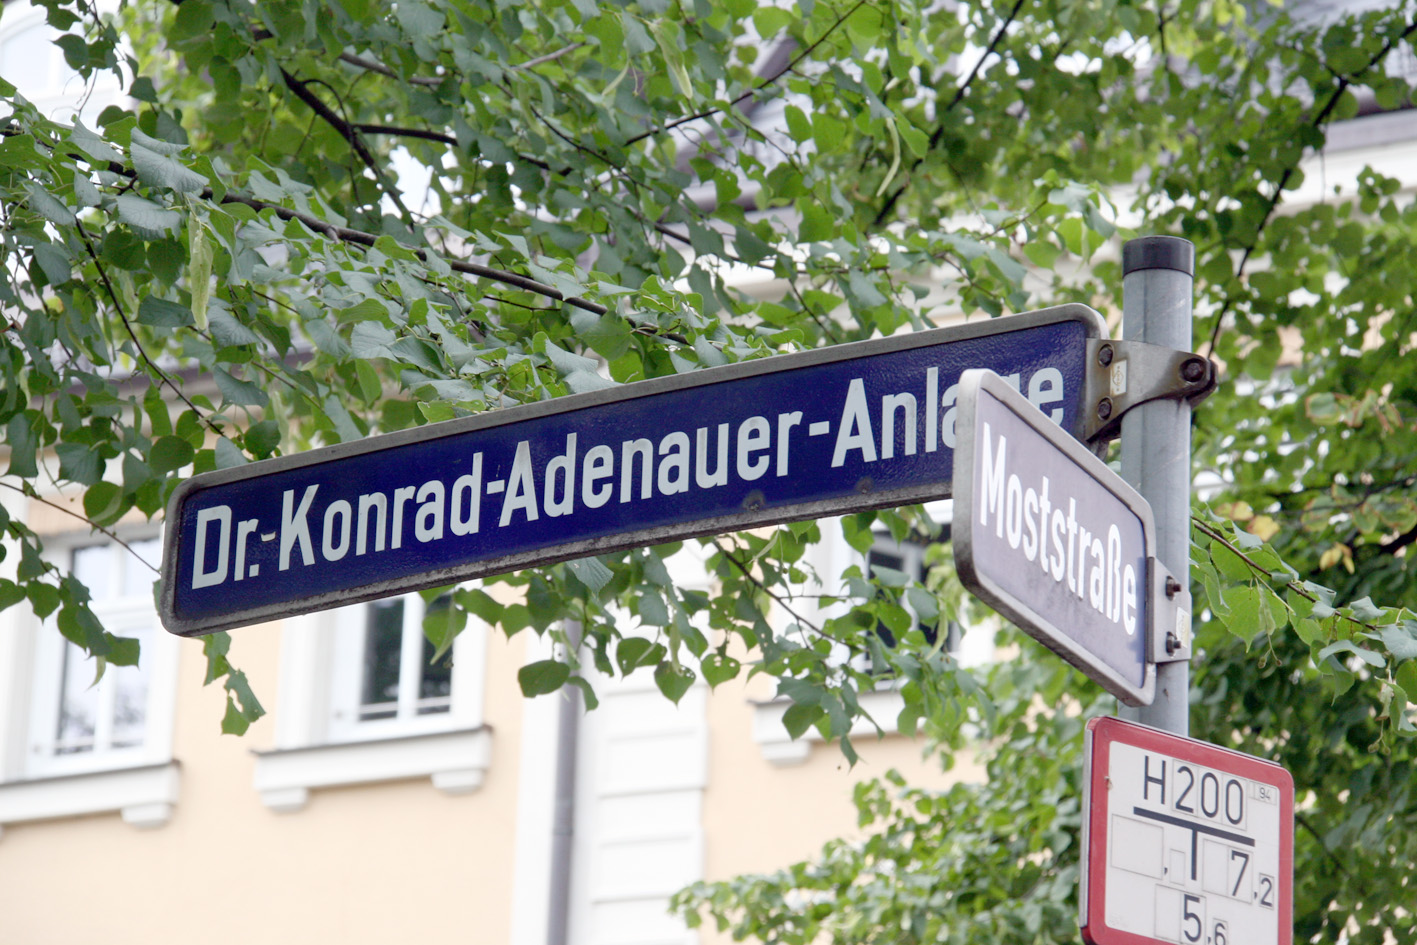 Dr.-Konrad-Adenauer-Anlage
Moststraße
H200
94
7,2
5,6